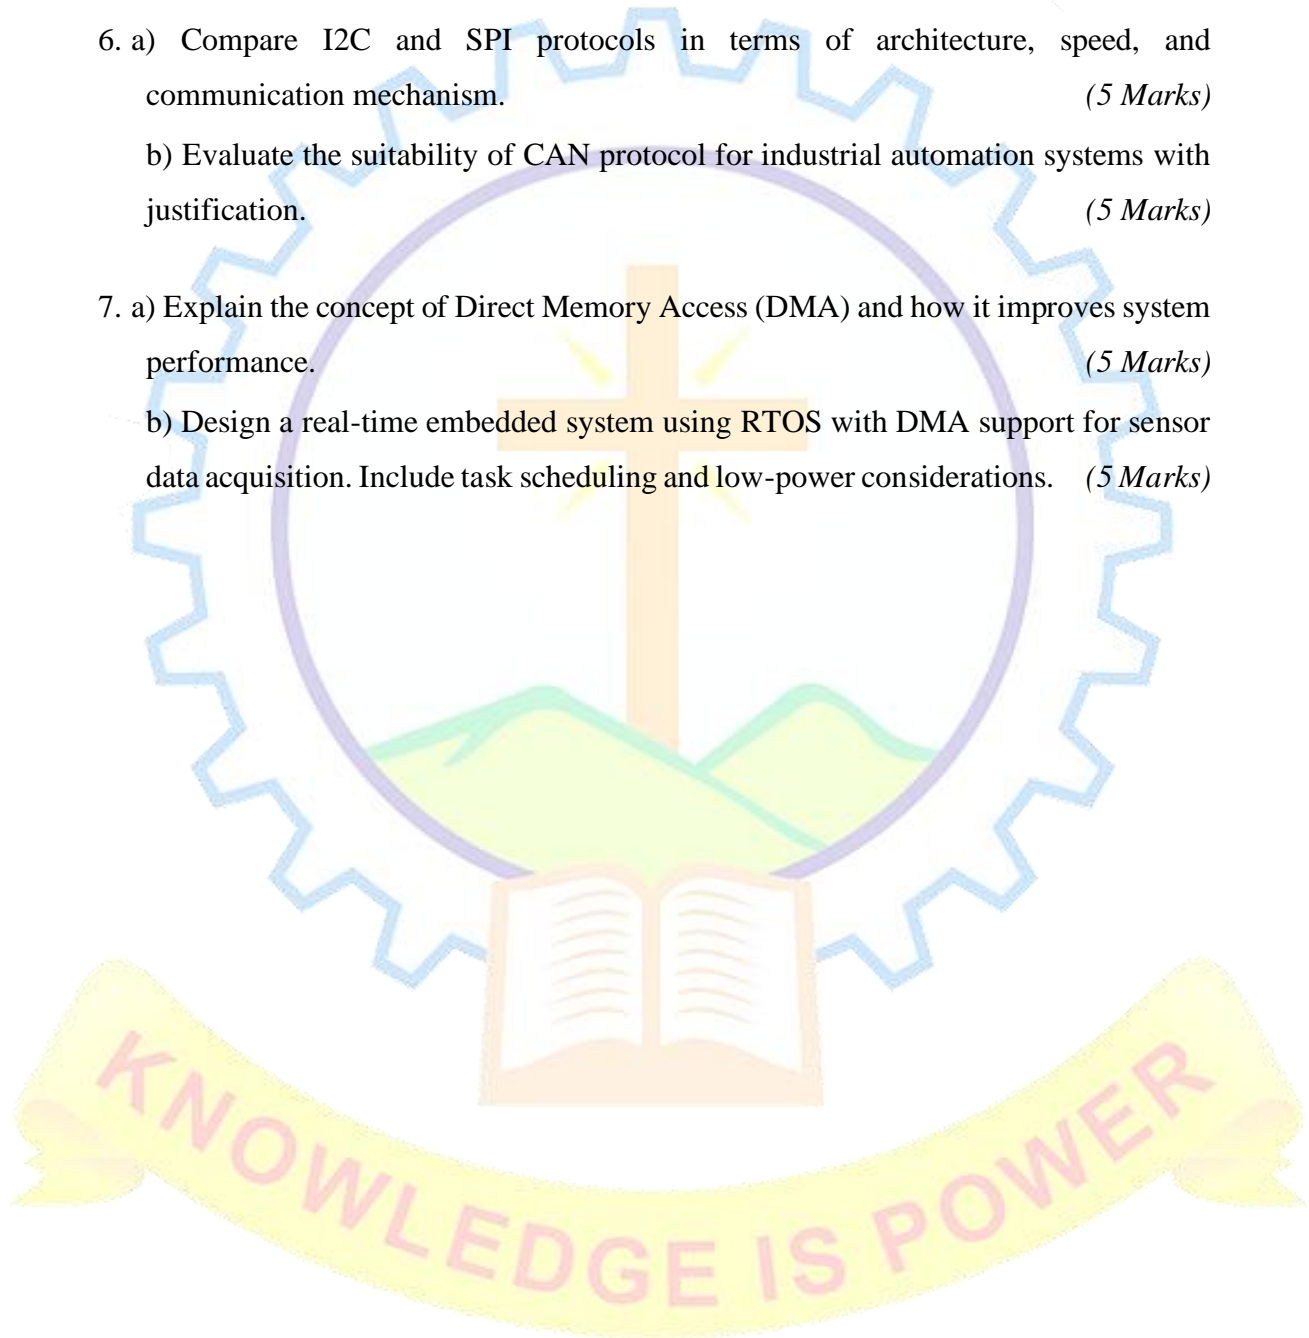 6. a) Compare I2C and SPI protocols in terms of architecture, speed, and
communication mechanism. (5 Marks)
b) Evaluate the suitability of CAN protocol for industrial automation systems with
justification. (5 Marks)
7. a) Explain the concept of Direct Memory Access (DMA) and how it improves system
performance. (5 Marks)
b) Design a real-time embedded system using RTOS with DMA support for sensor
data acquisition. Include task scheduling and low-power considerations. (5 Marks)
KNOWLEDGE IS POWER